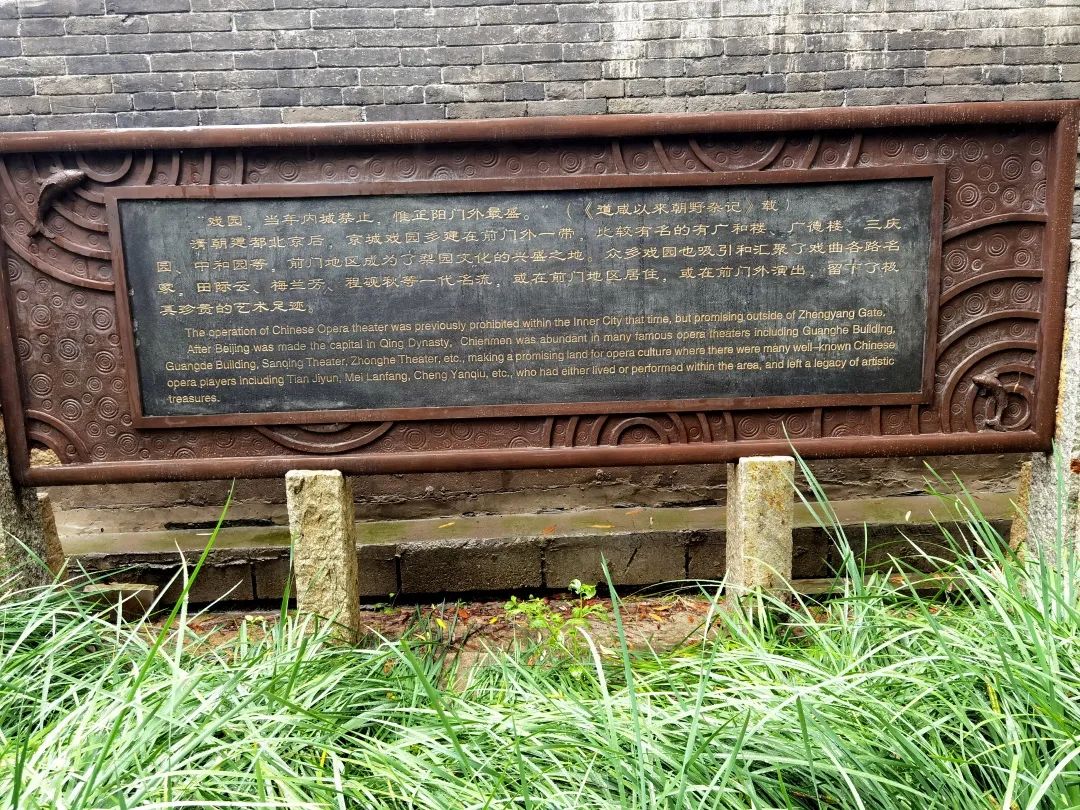 “戏园，当年内城禁止，惟正阳门外最盛。”（《道咸以来朝野杂记》载）
清朝建都北京后，京城戏园多建在前门外一带，比较有名的有广和楼、广德楼、三庆
园、中和园等，前门地区成为了梨园文化的兴盛之地。众多戏园也吸引和汇聚了戏曲各路名
家，田际云、梅兰芳、程砚秋等一代名流，或在前门地区居住，或在前门外演出，留下了极
其珍贵的艺术足迹。
The operation of Chinese Opera theater was previously prohibited within the Inner City that time, but promising outside of Zhengyang Gate.
After Beijing was made the capital in Qing Dynasty, Chienmen was abundant in many famous opera theaters including Guanghe Building,
Guangde Building, Sanqing Theater, Zhonghe Theater, etc., making a promising land for opera culture where there were many well-known Chinese
opera players including Tian Jiyun, Mei Lanfang, Cheng Yanqiu, etc., who had either lived or performed within the area, and left a legacy of artistic
treasures.